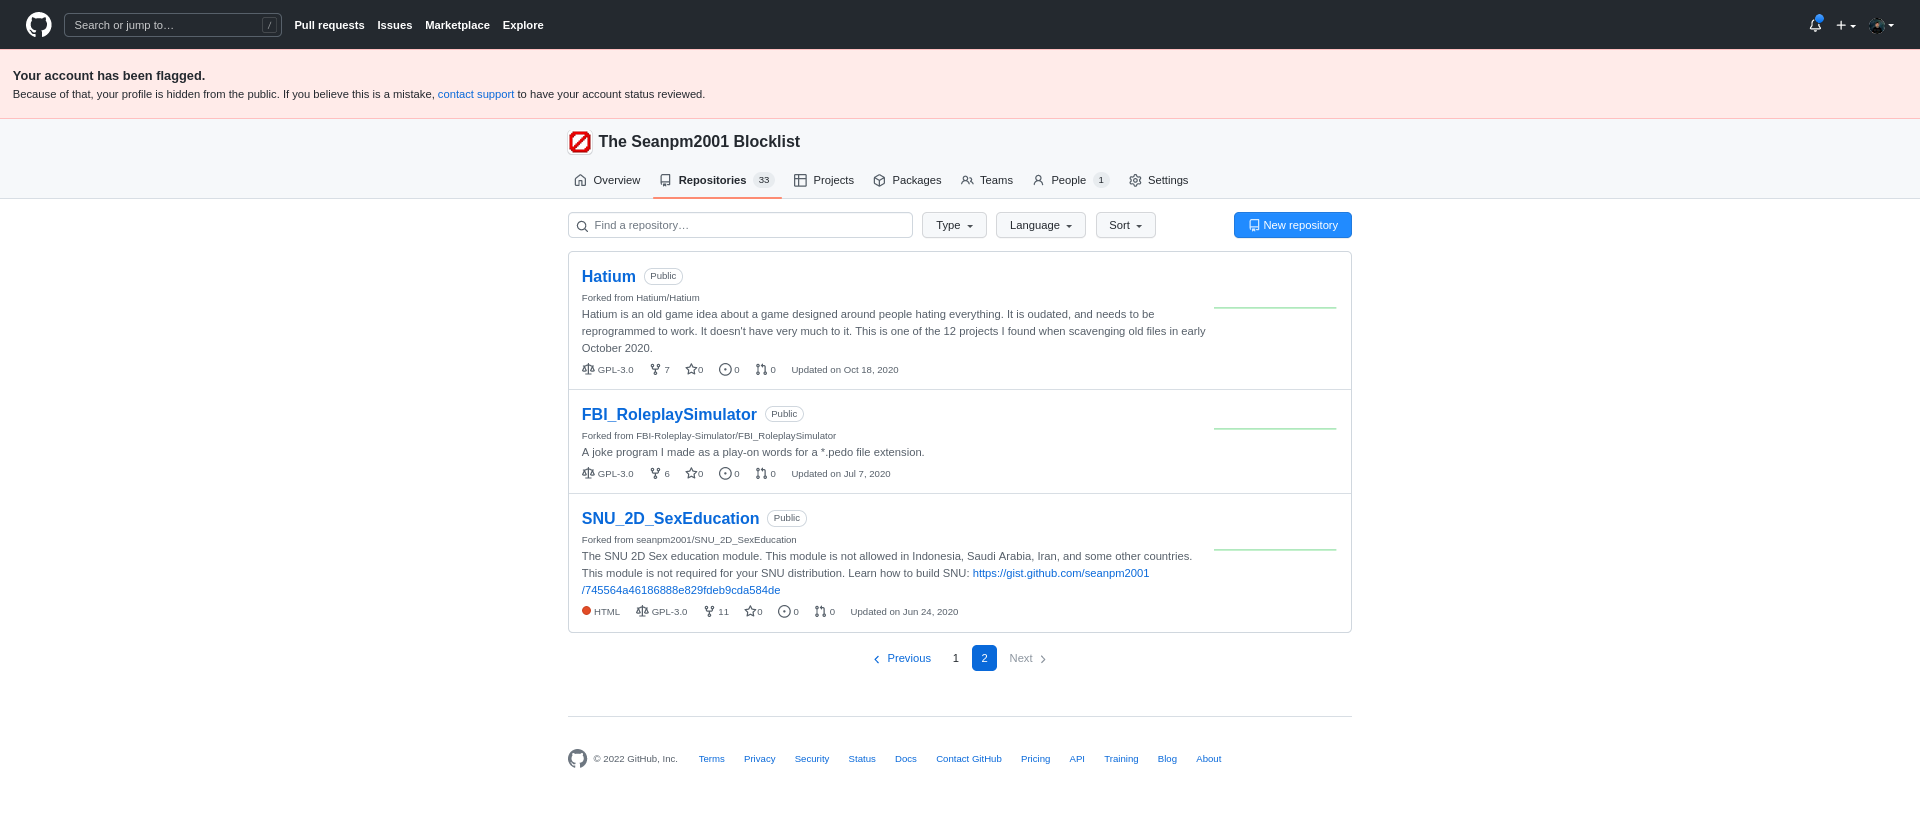 Search or jump to… /
Pull requests Issues Marketplace Explore
Your account has been flagged.
Because of that, your profile is hidden from the public. If you believe this is a mistake, contact support to have your account status reviewed.
The Seanpm2001 Blocklist
Overview Repositories 33 Projects Packages Teams People 1 Settings
Find a repository… Type Language Sort New repository
Hatium Public
Forked from Hatium/Hatium
Hatium is an old game idea about a game designed around people hating everything. It is oudated, and needs to be
reprogrammed to work. It doesn't have very much to it. This is one of the 12 projects I found when scavenging old files in early
October 2020.
GPL-3.0 7 0 0 0 Updated on Oct 18, 2020
FBI_RoleplaySimulator Public
Forked from FBI-Roleplay-Simulator/FBI_RoleplaySimulator
A joke program I made as a play-on words for a *.pedo file extension.
GPL-3.0 6 0 0 0 Updated on Jul 7, 2020
SNU_2D_SexEducation Public
Forked from seanpm2001/SNU_2D_SexEducation
The SNU 2D Sex education module. This module is not allowed in Indonesia, Saudi Arabia, Iran, and some other countries.
This module is not required for your SNU distribution. Learn how to build SNU: https://gist.github.com/seanpm2001
/745564a46186888e829fdeb9cda584de
HTML GPL-3.0 11 0 0 0 Updated on Jun 24, 2020
Previous 1 2 Next
© 2022 GitHub, Inc. Terms Privacy Security Status Docs Contact GitHub Pricing API Training Blog About